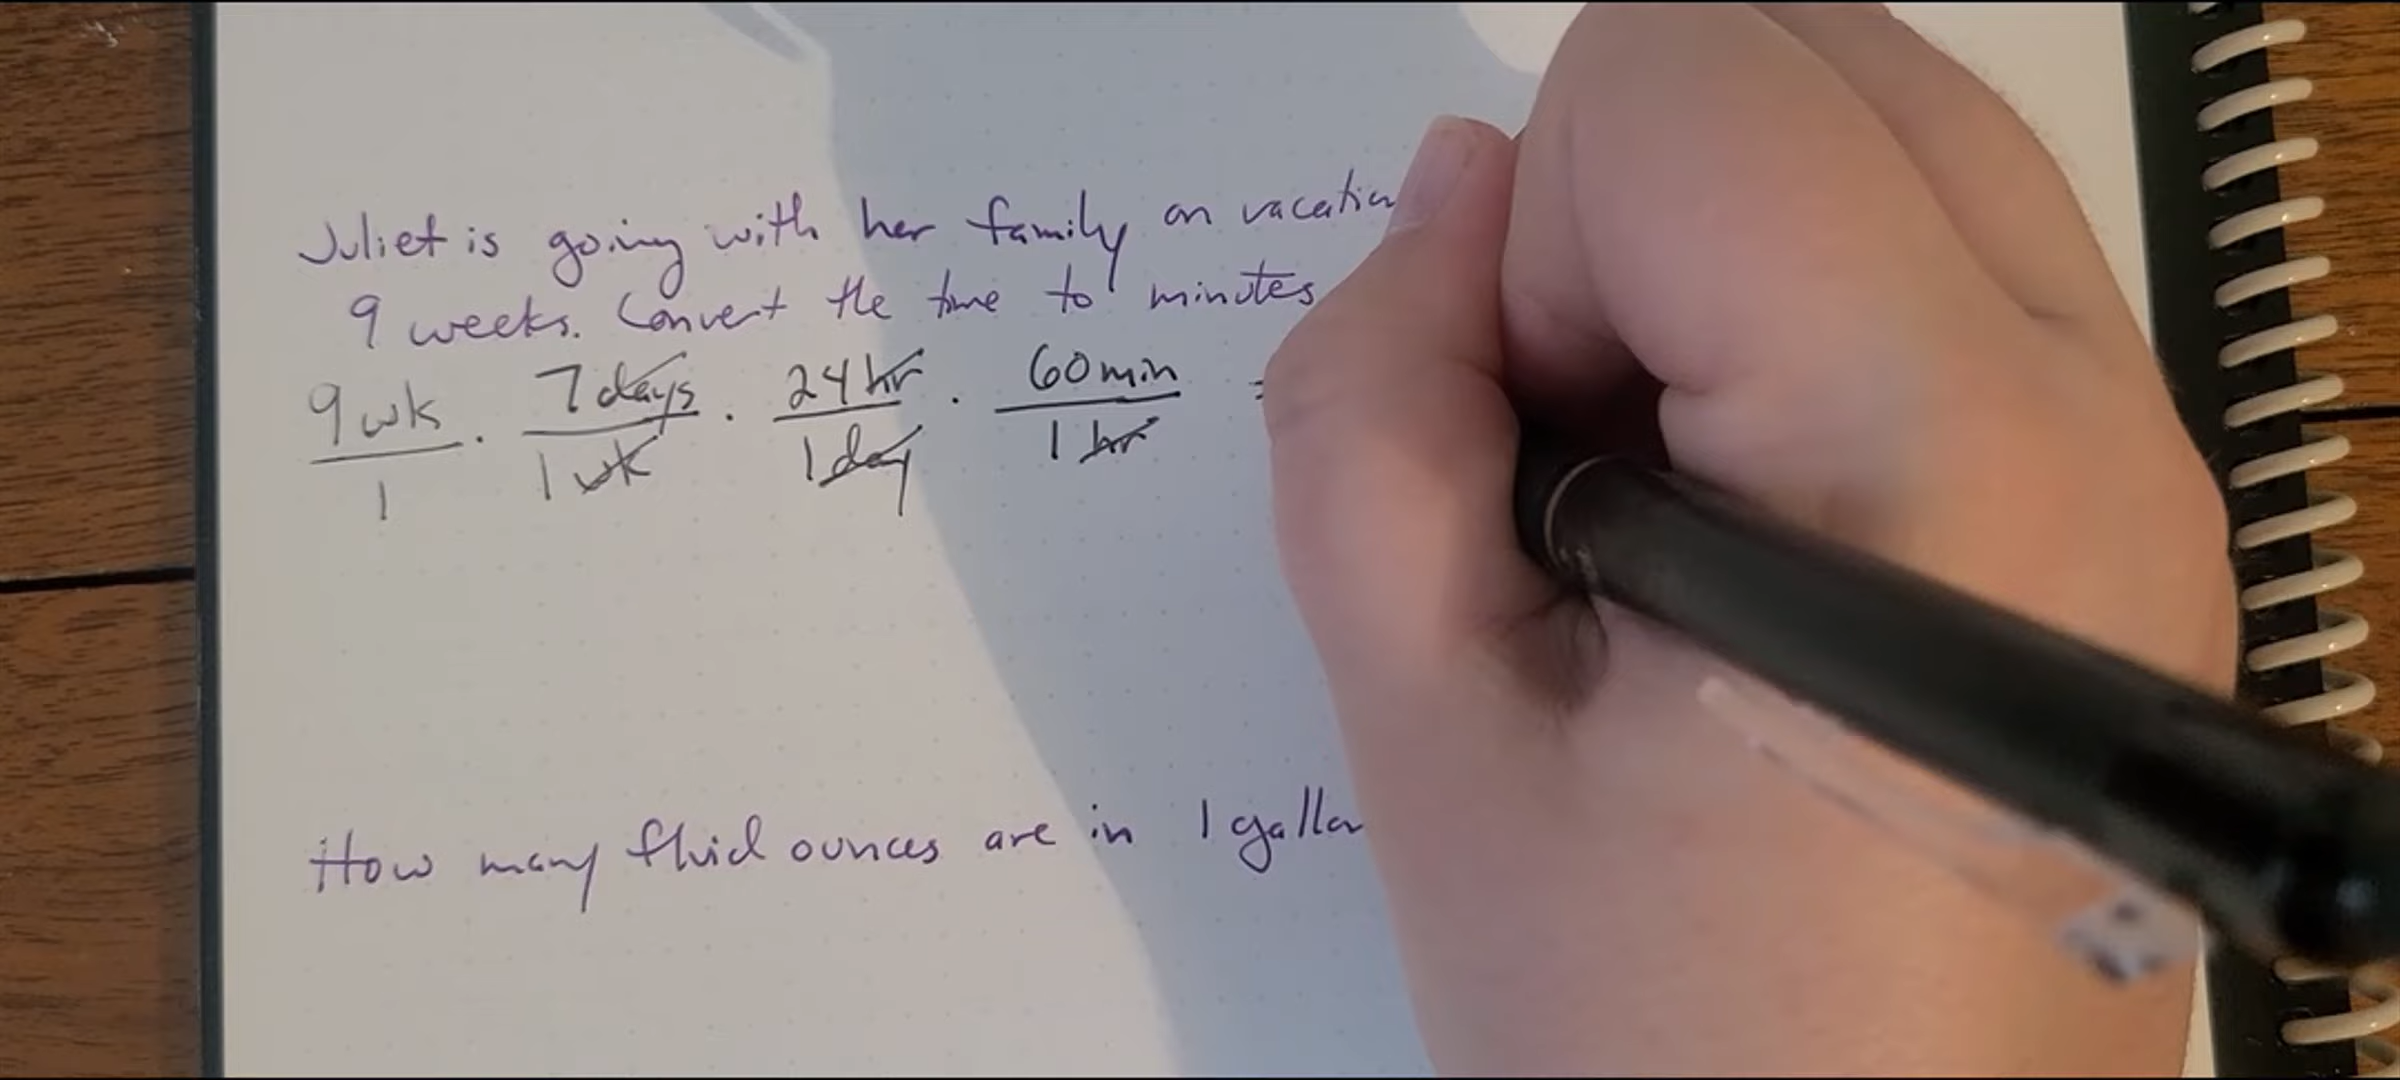 Juliet is going with her family on vacation
9 weeks. Convert the time to minutes
9 wk / 1 · 7 days / 1 wk · 24 hr / 1 day · 60 min / 1 hr =
How many fluid ounces are in 1 gallon